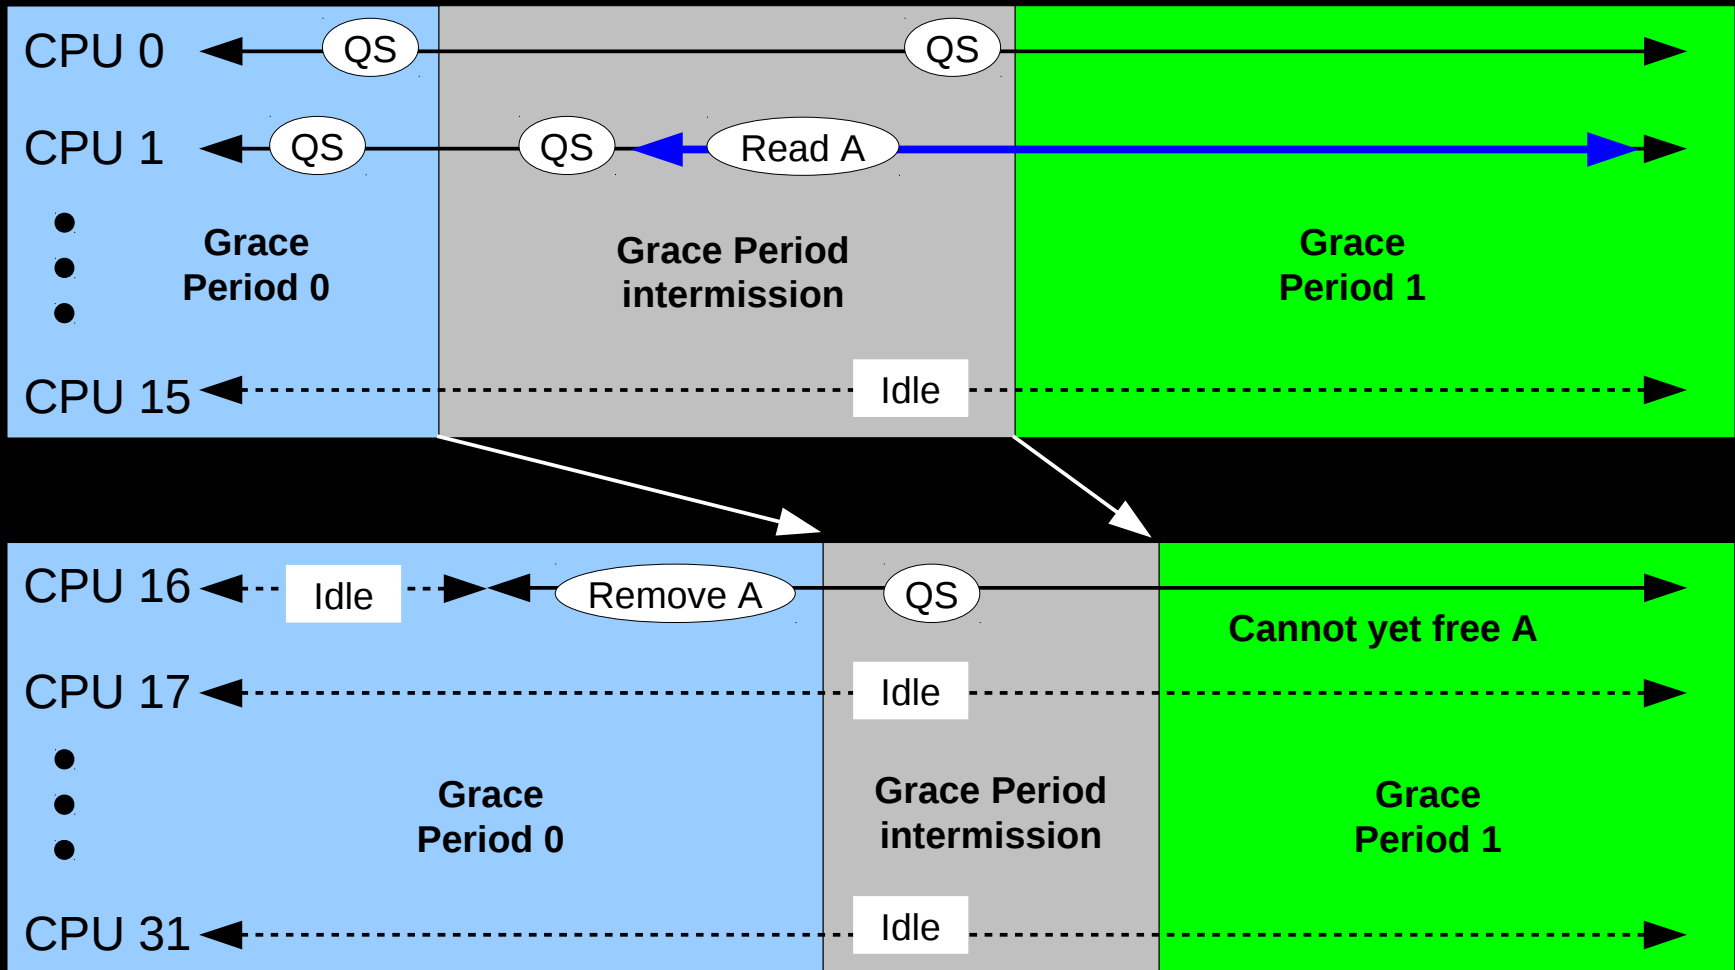 CPU 0 QS QS
CPU 1 QS QS Read A
Grace
Period 0
Grace Period
intermission
Grace
Period 1
CPU 15 Idle
CPU 16 Idle Remove A QS
Cannot yet free A
CPU 17 Idle
Grace
Period 0
Grace Period
intermission
Grace
Period 1
CPU 31 Idle